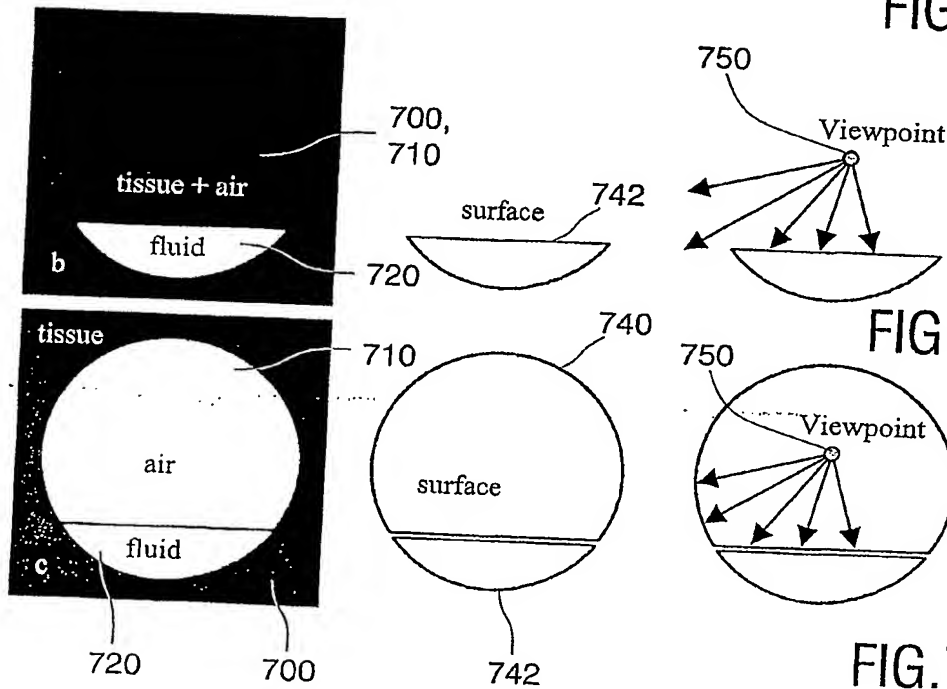 FIG
750
Viewpoint
700,
710
tissue + air
surface
742
fluid
b
720
FIG
tissue
710
740
750
Viewpoint
air
surface
fluid
c
720
700
742
FIG.